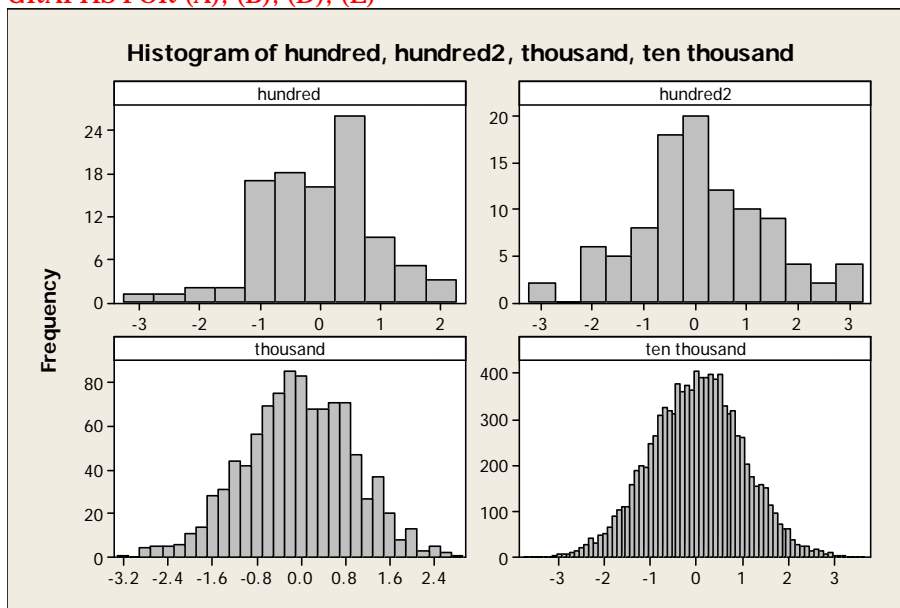 GRAPHS FOR (A), (B), (D), (E)
Histogram of hundred, hundred2, thousand, ten thousand
hundred
hundred2
24
18
12
6
0
-3 -2 -1 0 1 2
20
15
10
5
0
-3 -2 -1 0 1 2 3
Frequency
thousand
ten thousand
80
60
40
20
0
-3.2 -2.4 -1.6 -0.8 0.0 0.8 1.6 2.4
400
300
200
100
0
-3 -2 -1 0 1 2 3